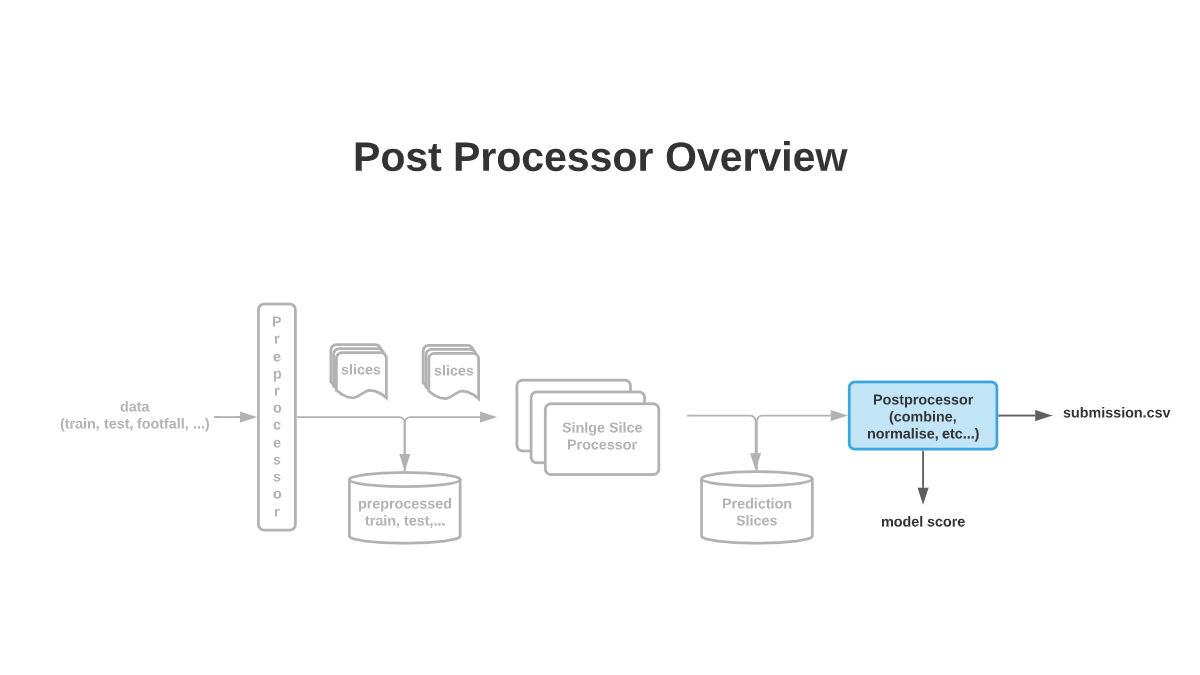 Post Processor Overview
data
(train, test, footfall, ...)
Preprocessor
slices
slices
preprocessed
train, test,...
Sinlge Silce
Processor
Prediction
Slices
Postprocessor
(combine,
normalise, etc...)
submission.csv
model score